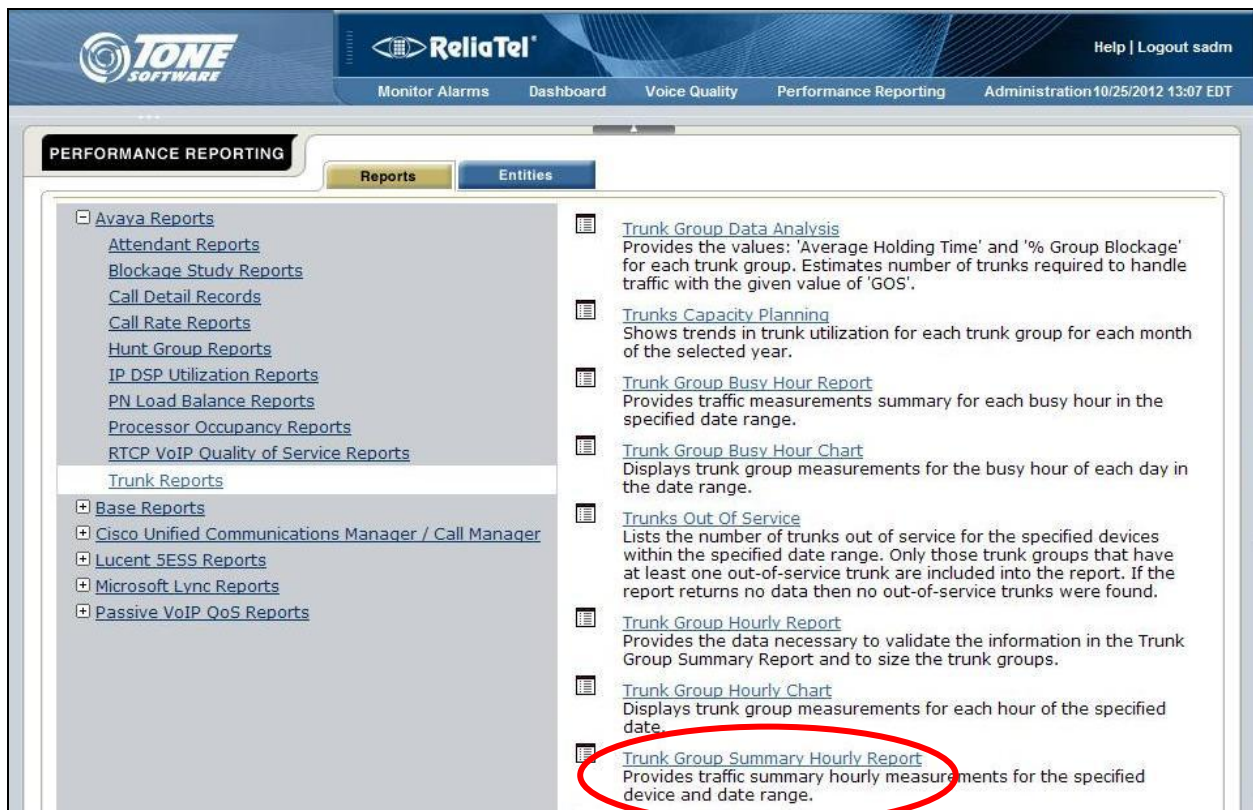 TONE
SOFTWARE
ReliaTel
Help | Logout sadm
Monitor Alarms Dashboard Voice Quality Performance Reporting Administration 10/25/2012 13:07 EDT
PERFORMANCE REPORTING
Reports Entities
Avaya Reports
Attendant Reports
Blockage Study Reports
Call Detail Records
Call Rate Reports
Hunt Group Reports
IP DSP Utilization Reports
PN Load Balance Reports
Processor Occupancy Reports
RTCP VoIP Quality of Service Reports
Trunk Reports
Base Reports
Cisco Unified Communications Manager / Call Manager
Lucent 5ESS Reports
Microsoft Lync Reports
Passive VoIP QoS Reports
Trunk Group Data Analysis
Provides the values: 'Average Holding Time' and '% Group Blockage'
for each trunk group. Estimates number of trunks required to handle
traffic with the given value of 'GOS'.
Trunks Capacity Planning
Shows trends in trunk utilization for each trunk group for each month
of the selected year.
Trunk Group Busy Hour Report
Provides traffic measurements summary for each busy hour in the
specified date range.
Trunk Group Busy Hour Chart
Displays trunk group measurements for the busy hour of each day in
the date range.
Trunks Out Of Service
Lists the number of trunks out of service for the specified devices
within the specified date range. Only those trunk groups that have
at least one out-of-service trunk are included into the report. If the
report returns no data then no out-of-service trunks were found.
Trunk Group Hourly Report
Provides the data necessary to validate the information in the Trunk
Group Summary Report and to size the trunk groups.
Trunk Group Hourly Chart
Displays trunk group measurements for each hour of the specified
date.
Trunk Group Summary Hourly Report
Provides traffic summary hourly measurements for the specified
device and date range.